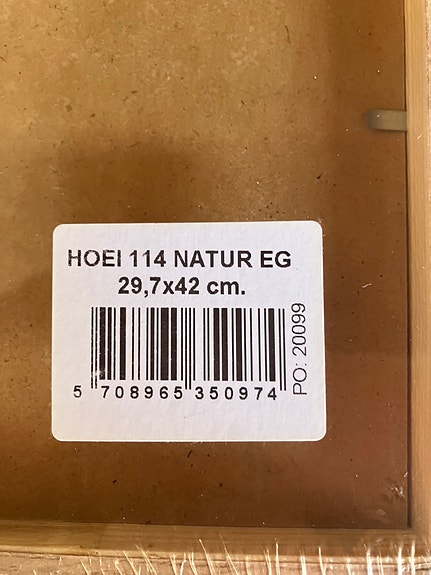 HOEI 114 NATUR EG
29,7x42 cm.
5 708965 350974
PO: 20099